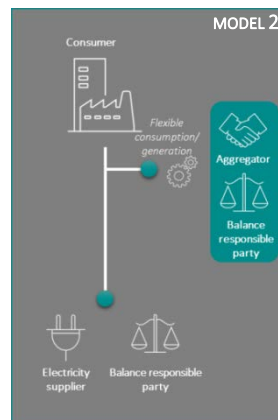 MODEL 2
Consumer
Flexible
consumption/
generation
Aggregator
Balance
responsible
party
Electricity
supplier
Balance responsible
party